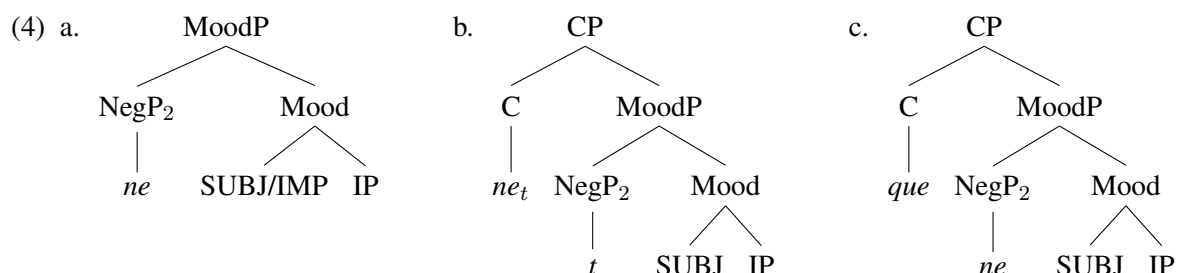 (4) a. MoodP b. CP c. CP
NegP₂ Mood C MoodP C MoodP
ne SUBJ/IMP IP neₜ NegP₂ Mood que NegP₂ Mood
t SUBJ IP ne SUBJ IP